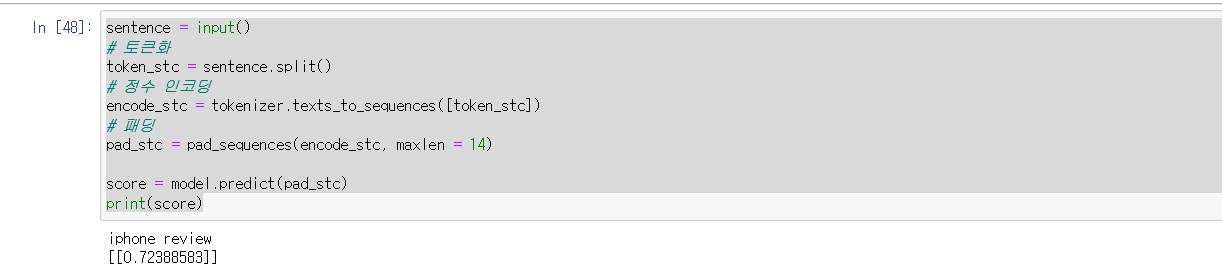 In [48]:
sentence = input()
# 토큰화
token_stc = sentence.split()
# 정수 인코딩
encode_stc = tokenizer.texts_to_sequences([token_stc])
# 패딩
pad_stc = pad_sequences(encode_stc, maxlen = 14)
score = model.predict(pad_stc)
print(score)
iphone review
[[0.72388583]]